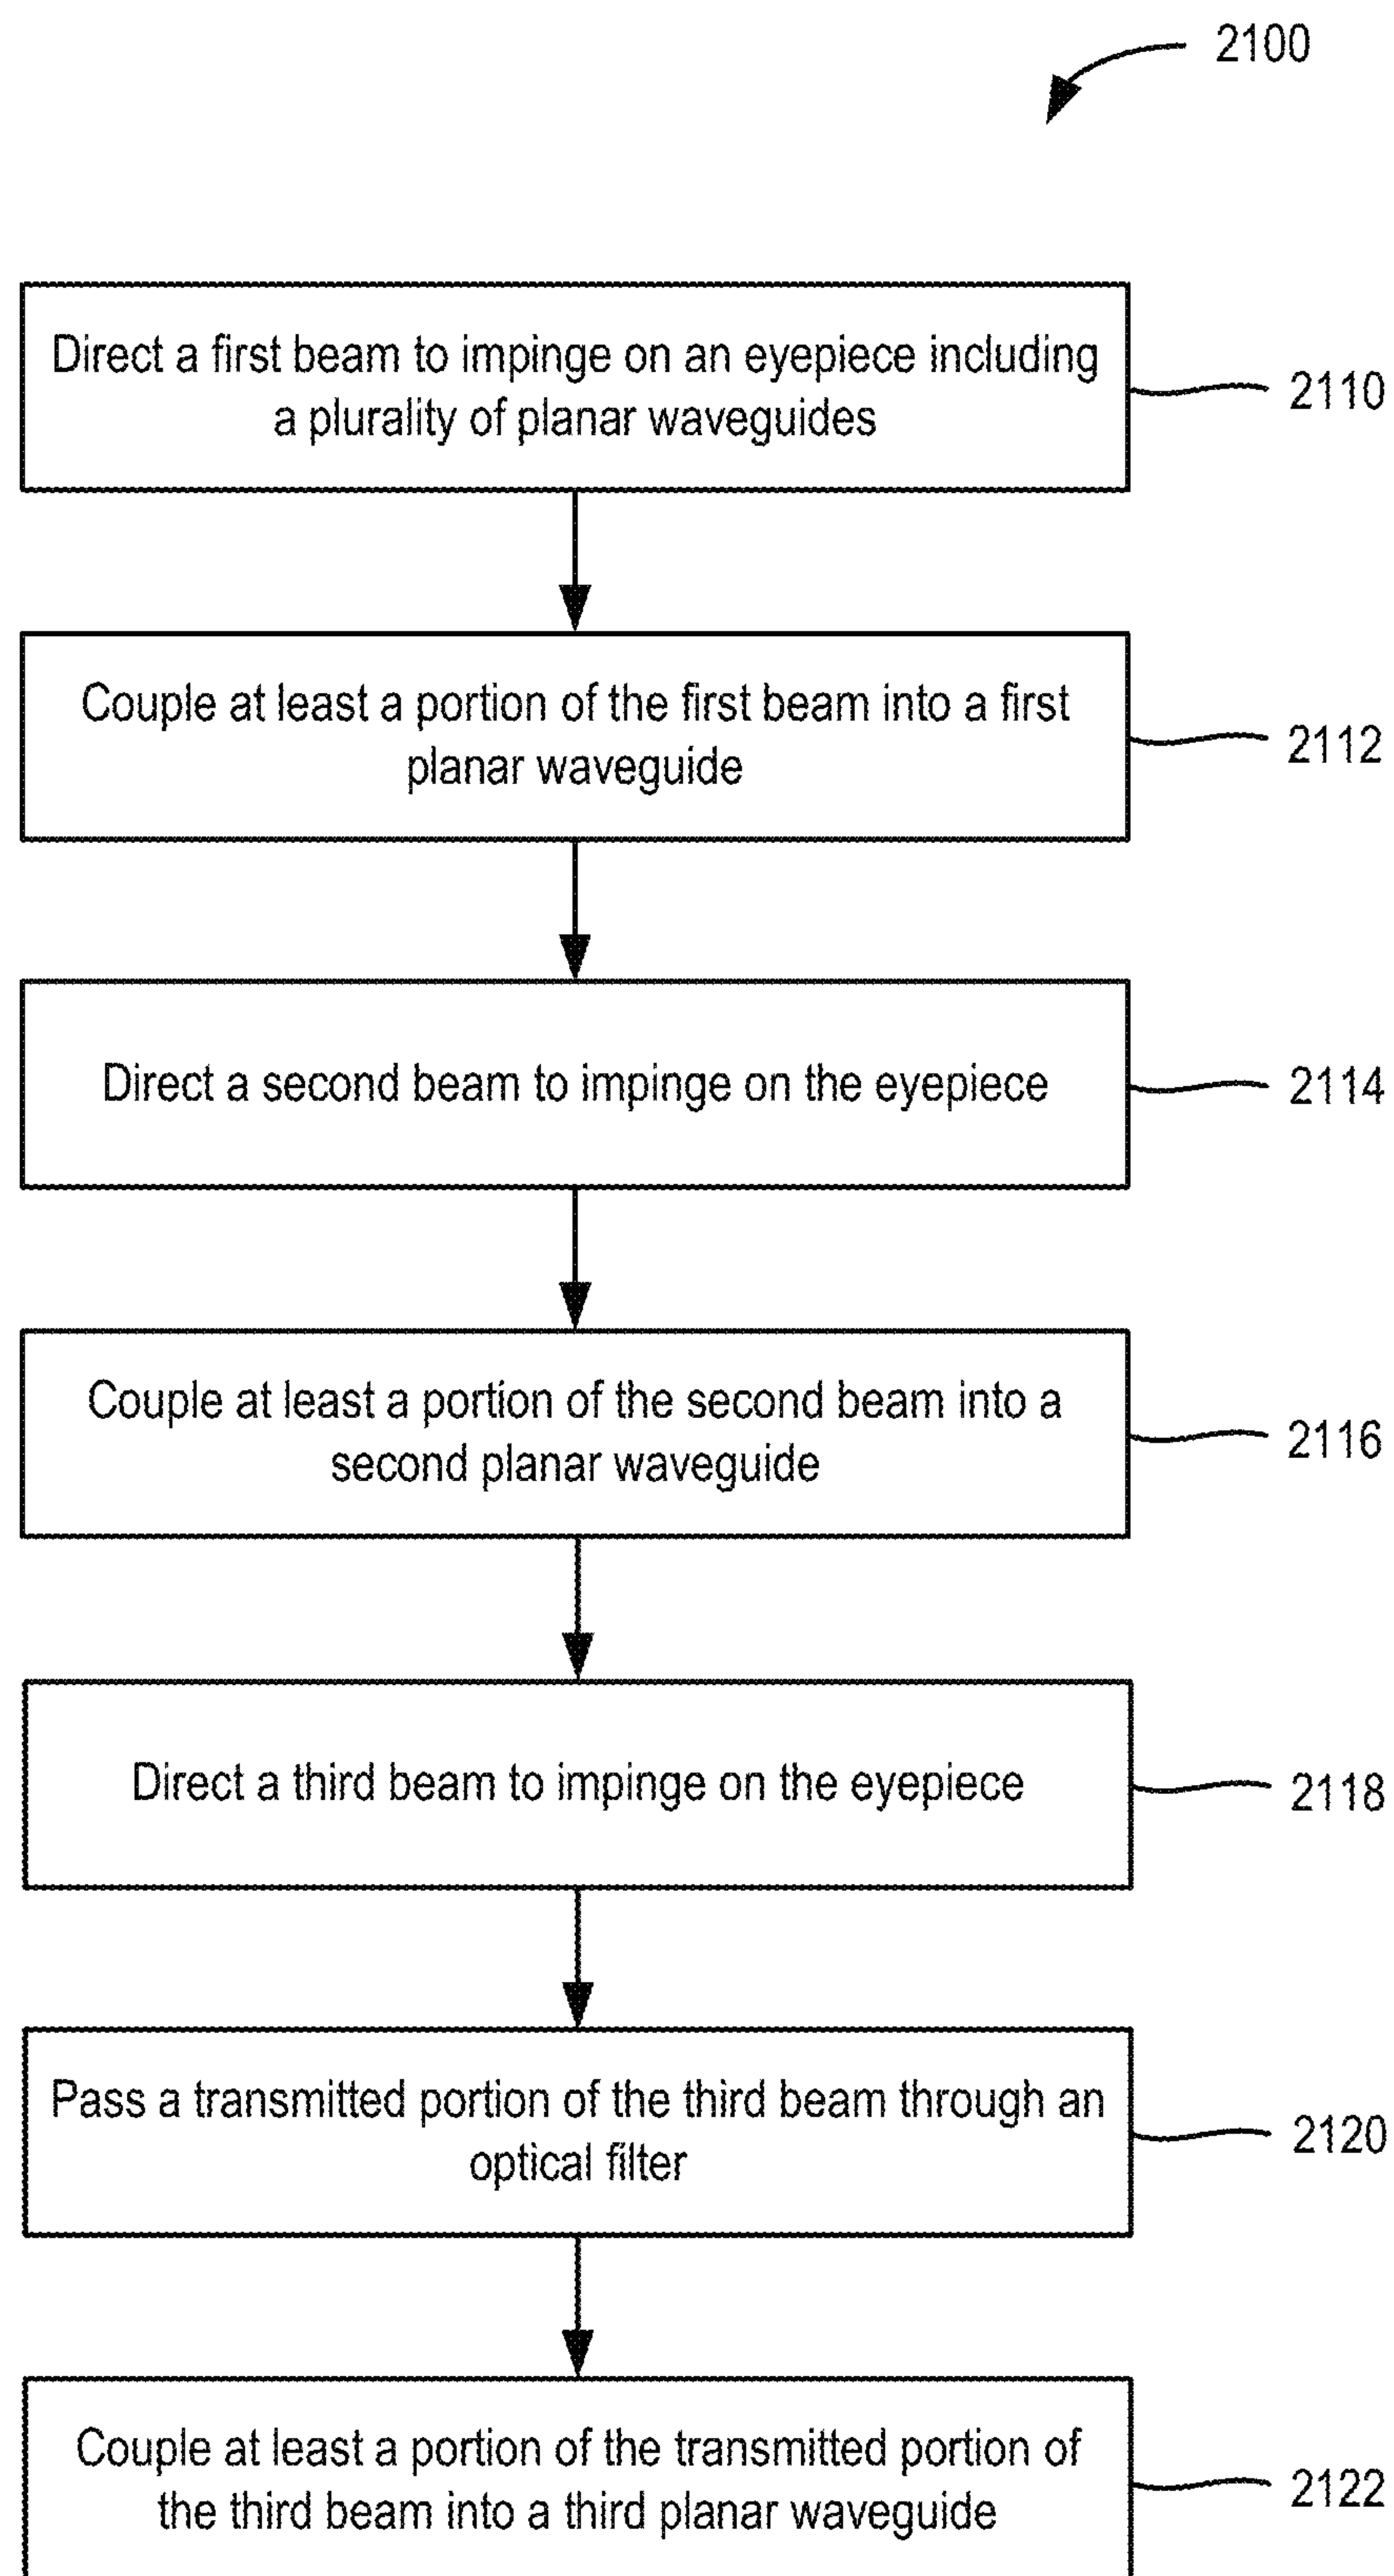 2100
Direct a first beam to impinge on an eyepiece including
a plurality of planar waveguides
2110
Couple at least a portion of the first beam into a first
planar waveguide
2112
Direct a second beam to impinge on the eyepiece
2114
Couple at least a portion of the second beam into a
second planar waveguide
2116
Direct a third beam to impinge on the eyepiece
2118
Pass a transmitted portion of the third beam through an
optical filter
2120
Couple at least a portion of the transmitted portion of
the third beam into a third planar waveguide
2122